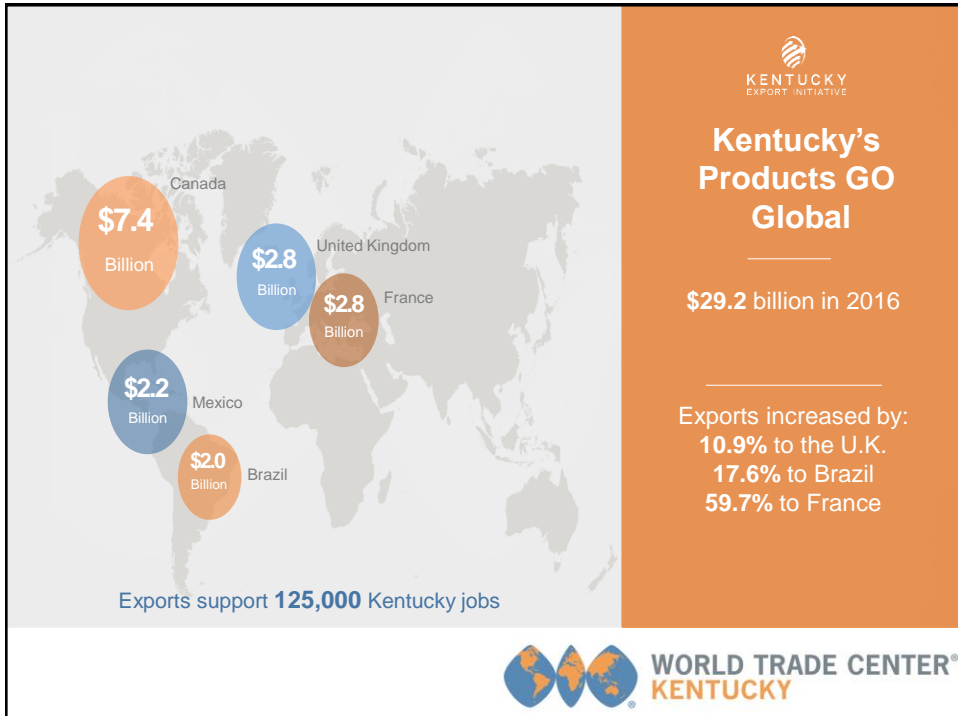 Canada
$7.4
Billion
United Kingdom
$2.8
Billion
France
$2.8
Billion
Mexico
$2.2
Billion
Brazil
$2.0
Billion
Exports support 125,000 Kentucky jobs
KENTUCKY
EXPORT INITIATIVE
Kentucky's
Products GO
Global
$29.2 billion in 2016
Exports increased by:
10.9% to the U.K.
17.6% to Brazil
59.7% to France
WORLD TRADE CENTER®
KENTUCKY
®